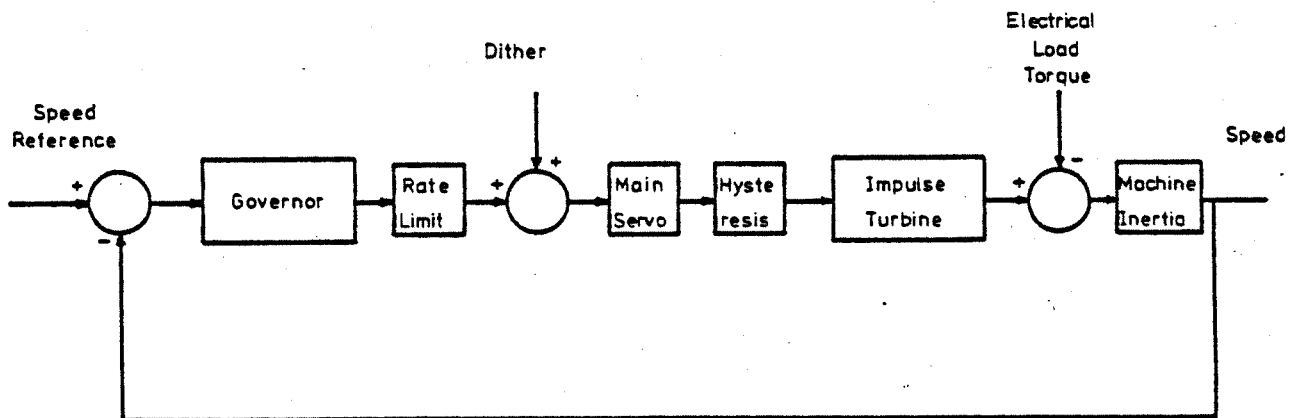 Electrical
Load
Torque
Dither
Speed
Reference
Speed
+
-
Governor
Rate
Limit
+
+
Main
Servo
Hyste
resis
Impulse
Turbine
+
-
Machine
Inertia